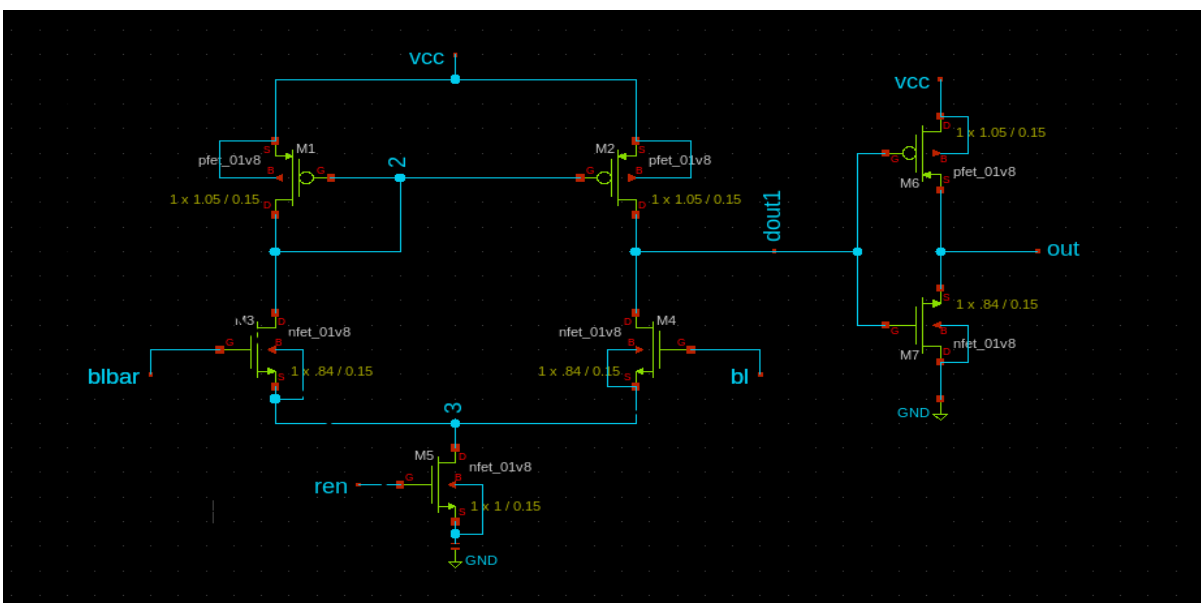 vcc
vcc
S
M1
M2
S
D
1 x 1.05 / 0.15
pfet_01v8
G
2
G
pfet_01v8
G
B
B
B
pfet_01v8
M6
S
1 x 1.05 / 0.15
D
D
1 x 1.05 / 0.15
dout1
out
D
nfet_01v8
B
G
D
nfet_01v8
B
M4
G
S
1 x .84 / 0.15
G
B
nfet_01v8
M7
D
blbar
S
1 x .84 / 0.15
1 x .84 / 0.15
S
bl
3
GND
M5
D
nfet_01v8
ren
G
B
S
1 x 1 / 0.15
GND